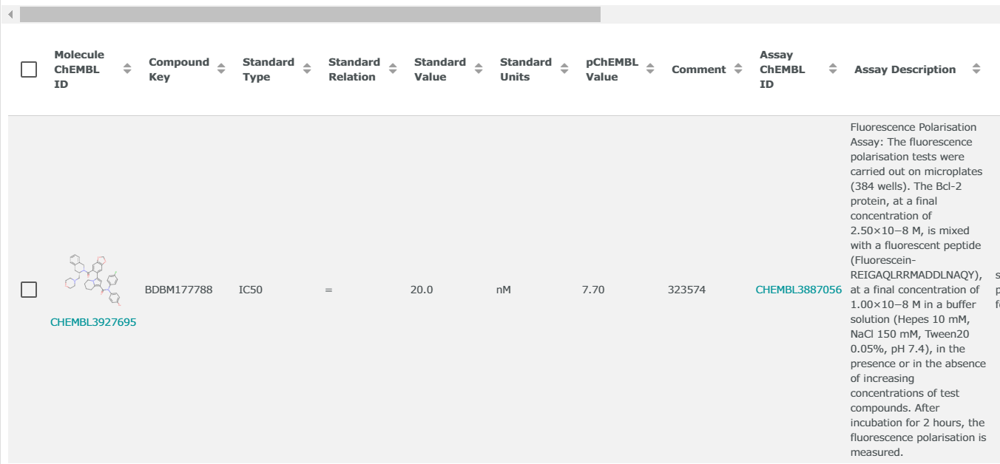 Molecule
ChEMBL
ID
Compound
Key
Standard
Type
Standard
Relation
Standard
Value
Standard
Units
pChEMBL
Value
Comment
Assay
ChEMBL
ID
Assay Description
CHEMBL3927695
BDBM177788
IC50
=
20.0
nM
7.70
323574
CHEMBL3887056
Fluorescence Polarisation
Assay: The fluorescence
polarisation tests were
carried out on microplates
(384 wells). The Bcl-2
protein, at a final
concentration of
2.50×10−8 M, is mixed
with a fluorescent peptide
(Fluorescein-
REIGAQLRRMADDLNAQY),
at a final concentration of
1.00×10−8 M in a buffer
solution (Hepes 10 mM,
NaCl 150 mM, Tween20
0.05%, pH 7.4), in the
presence or in the absence
of increasing
concentrations of test
compounds. After
incubation for 2 hours, the
fluorescence polarisation is
measured.